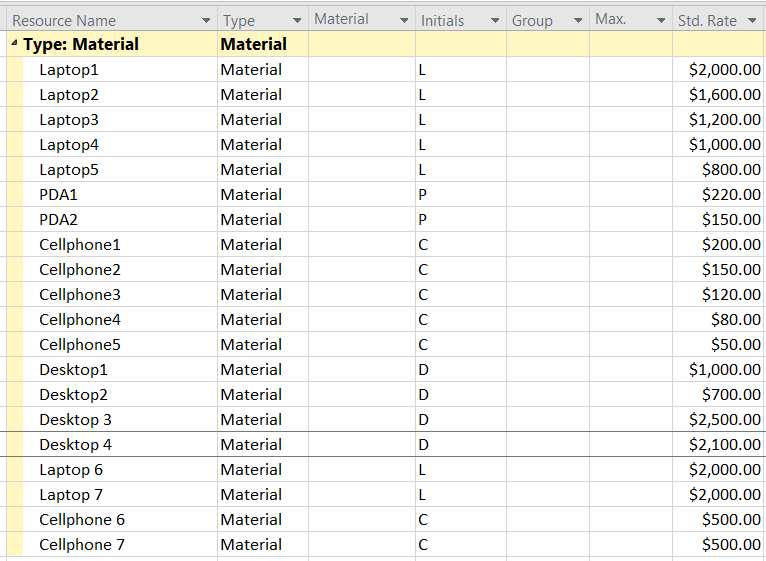 Resource Name Type Material Initials Group Max. Std. Rate
Type: Material Material
Laptop1 Material L $2,000.00
Laptop2 Material L $1,600.00
Laptop3 Material L $1,200.00
Laptop4 Material L $1,000.00
Laptop5 Material L $800.00
PDA1 Material P $220.00
PDA2 Material P $150.00
Cellphone1 Material C $200.00
Cellphone2 Material C $150.00
Cellphone3 Material C $120.00
Cellphone4 Material C $80.00
Cellphone5 Material C $50.00
Desktop1 Material D $1,000.00
Desktop2 Material D $700.00
Desktop 3 Material D $2,500.00
Desktop 4 Material D $2,100.00
Laptop 6 Material L $2,000.00
Laptop 7 Material L $2,000.00
Cellphone 6 Material C $500.00
Cellphone 7 Material C $500.00